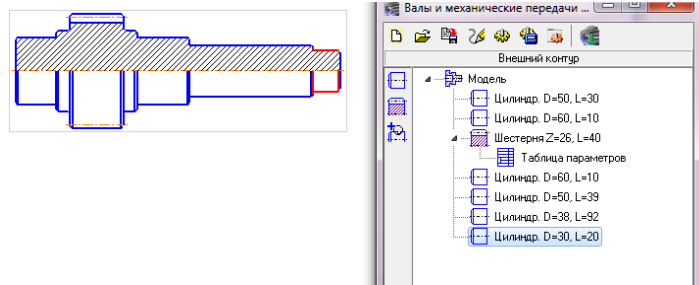 Валы и механические передачи ...
Внешний контур
Модель
Цилиндр. D=50, L=30
Цилиндр. D=60, L=10
Шестерня Z=26, L=40
Таблица параметров
Цилиндр. D=60, L=10
Цилиндр. D=50, L=39
Цилиндр. D=38, L=92
Цилиндр. D=30, L=20